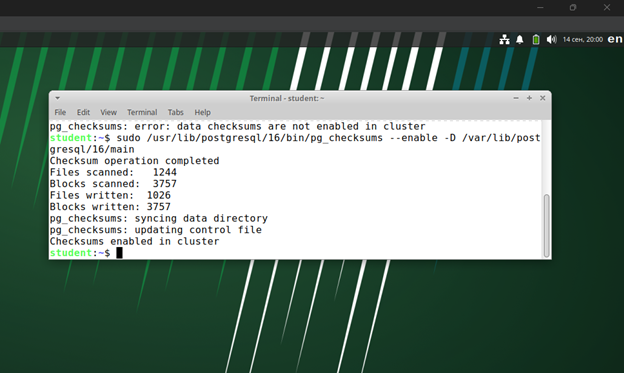 14 сен, 20:00 en
Terminal - student: ~
File Edit View Terminal Tabs Help
pg_checksums: error: data checksums are not enabled in cluster
student:~$ sudo /usr/lib/postgresql/16/bin/pg_checksums --enable -D /var/lib/post
gresql/16/main
Checksum operation completed
Files scanned:   1244
Blocks scanned:  3757
Files written:  1026
Blocks written: 3757
pg_checksums: syncing data directory
pg_checksums: updating control file
Checksums enabled in cluster
student:~$